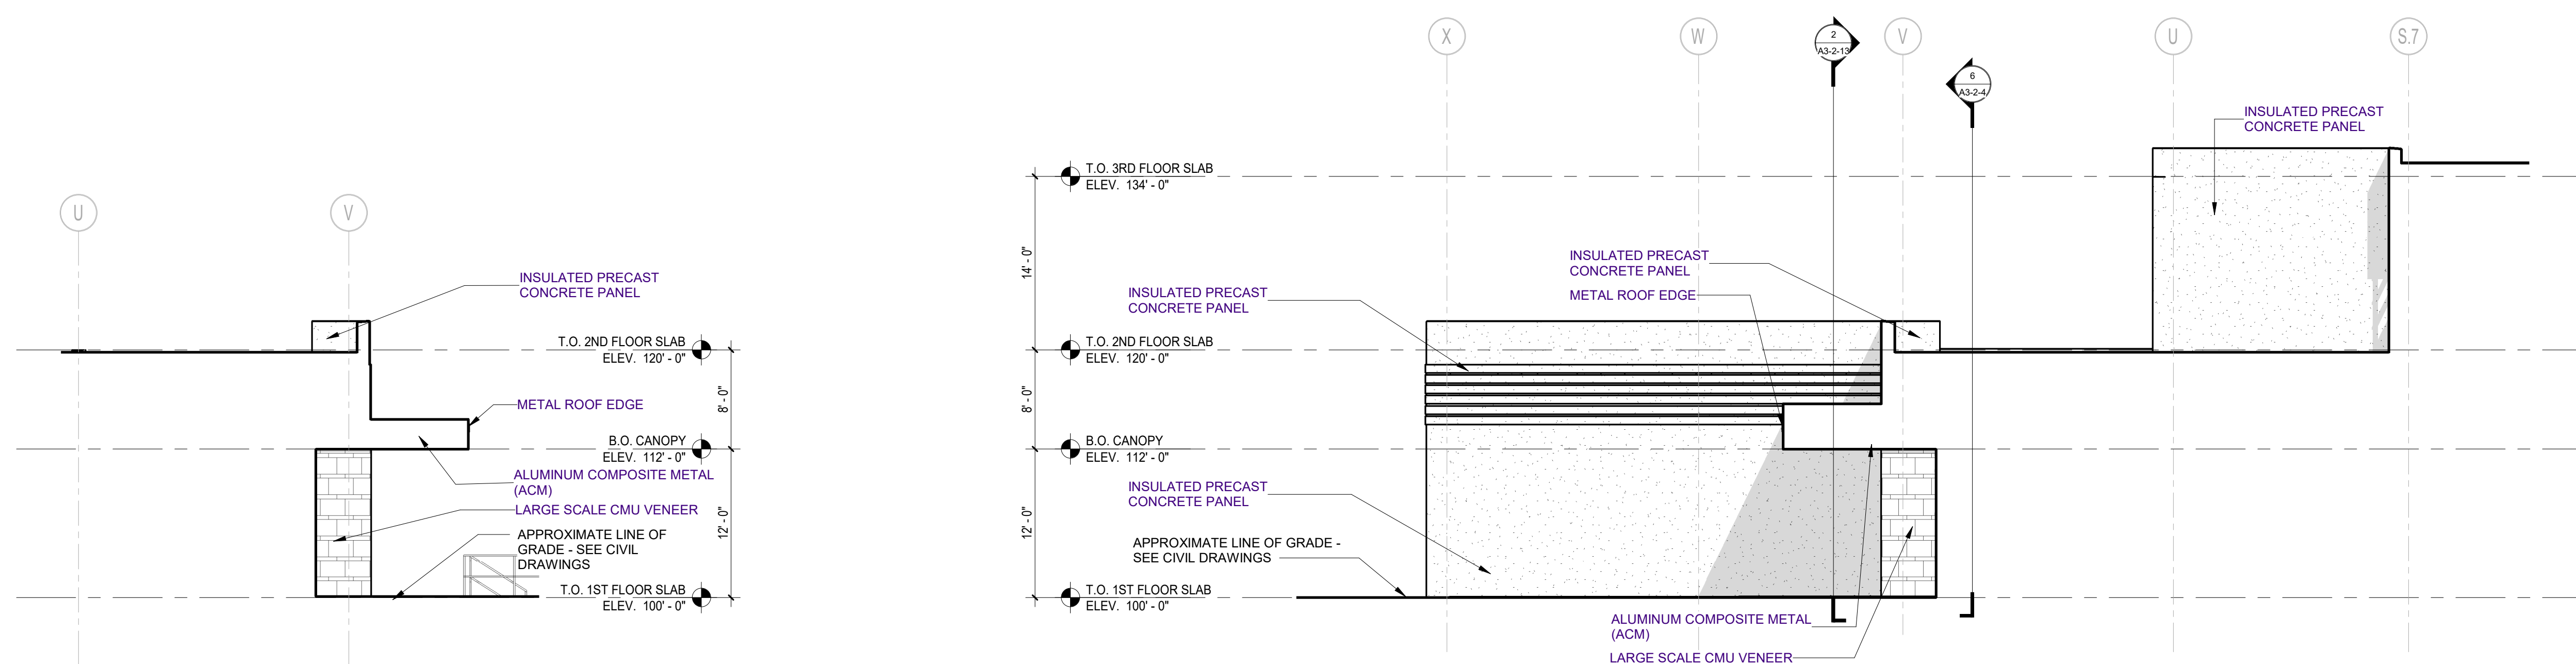 U
V
INSULATED PRECAST
CONCRETE PANEL
T.O. 2ND FLOOR SLAB
ELEV. 120' - 0"
8' - 0"
METAL ROOF EDGE
B.O. CANOPY
ELEV. 112' - 0"
ALUMINUM COMPOSITE METAL
(ACM)
LARGE SCALE CMU VENEER
12' - 0"
APPROXIMATE LINE OF
GRADE - SEE CIVIL
DRAWINGS
T.O. 1ST FLOOR SLAB
ELEV. 100' - 0"
X
W
2
A3-2-13
V
6
A3-2-4
U
S.7
INSULATED PRECAST
CONCRETE PANEL
T.O. 3RD FLOOR SLAB
ELEV. 134' - 0"
14' - 0"
INSULATED PRECAST
CONCRETE PANEL
METAL ROOF EDGE
INSULATED PRECAST
CONCRETE PANEL
T.O. 2ND FLOOR SLAB
ELEV. 120' - 0"
8' - 0"
B.O. CANOPY
ELEV. 112' - 0"
INSULATED PRECAST
CONCRETE PANEL
12' - 0"
APPROXIMATE LINE OF GRADE -
SEE CIVIL DRAWINGS
T.O. 1ST FLOOR SLAB
ELEV. 100' - 0"
ALUMINUM COMPOSITE METAL
(ACM)
LARGE SCALE CMU VENEER